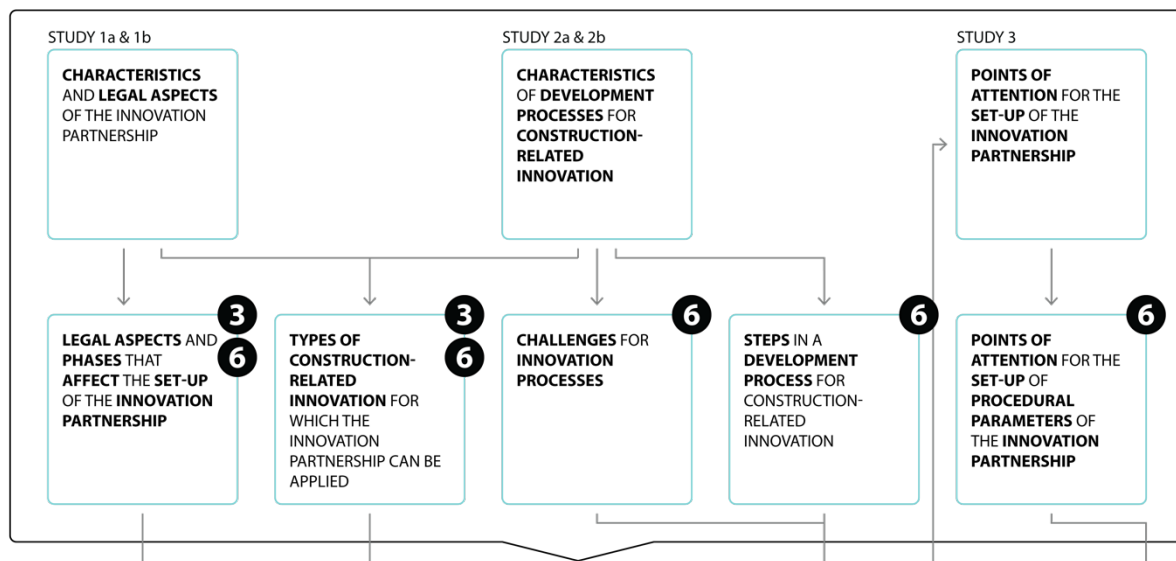 STUDY 1a & 1b
CHARACTERISTICS
AND LEGAL ASPECTS
OF THE INNOVATION
PARTNERSHIP
STUDY 2a & 2b
CHARACTERISTICS
OF DEVELOPMENT
PROCESSES FOR
CONSTRUCTION-
RELATED
INNOVATION
STUDY 3
POINTS OF
ATTENTION FOR THE
SET-UP OF THE
INNOVATION
PARTNERSHIP
3
6
LEGAL ASPECTS AND
PHASES THAT
AFFECT THE SET-UP
OF THE INNOVATION
PARTNERSHIP
3
6
TYPES OF
CONSTRUCTION-
RELATED
INNOVATION FOR
WHICH THE
INNOVATION
PARTNERSHIP CAN BE
APPLIED
6
CHALLENGES FOR
INNOVATION
PROCESSES
6
STEPS IN A
DEVELOPMENT
PROCESS FOR
CONSTRUCTION-
RELATED
INNOVATION
6
POINTS OF
ATTENTION FOR THE
SET-UP OF
PROCEDURAL
PARAMETERS OF
THE INNOVATION
PARTNERSHIP